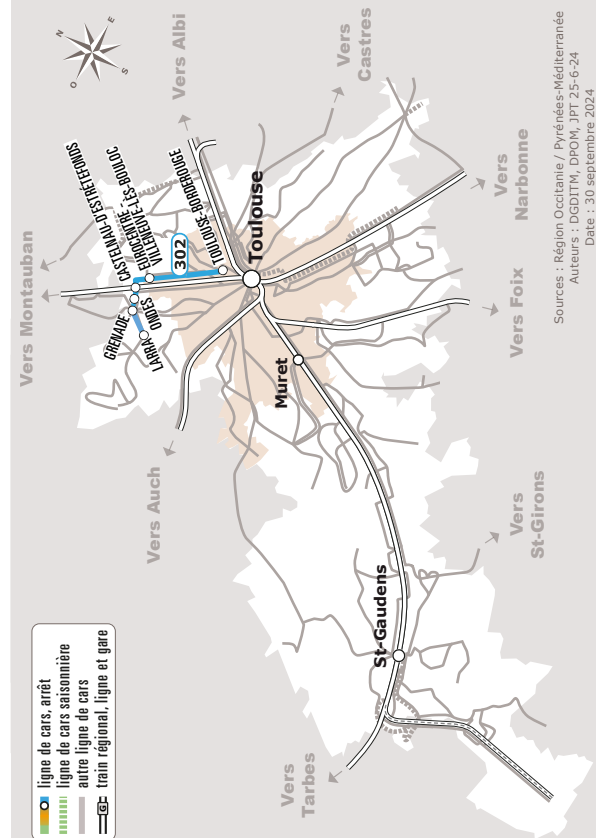 ligne de cars, arrêt
ligne de cars saisonnière
autre ligne de cars
G
train régional, ligne et gare
N
E
S
O
Vers Montauban
Vers Albi
Vers
Castres
Vers
Narbonne
Vers Foix
Vers
St-Girons
Vers
Tarbes
Vers Auch
GRENADE
LARRA
ONDES
CASTELNAU-D'ESTRÉTEFONDS
EUROCENTRE -
VILLENEUVE-LÈS-BOULOC
302
TOULOUSE-BORDEROUGE
Toulouse
Muret
St-Gaudens
Sources : Région Occitanie / Pyrénées-Méditerranée
Auteurs : DGDITM, DPOM, JPT 25-6-24
Date : 30 septembre 2024